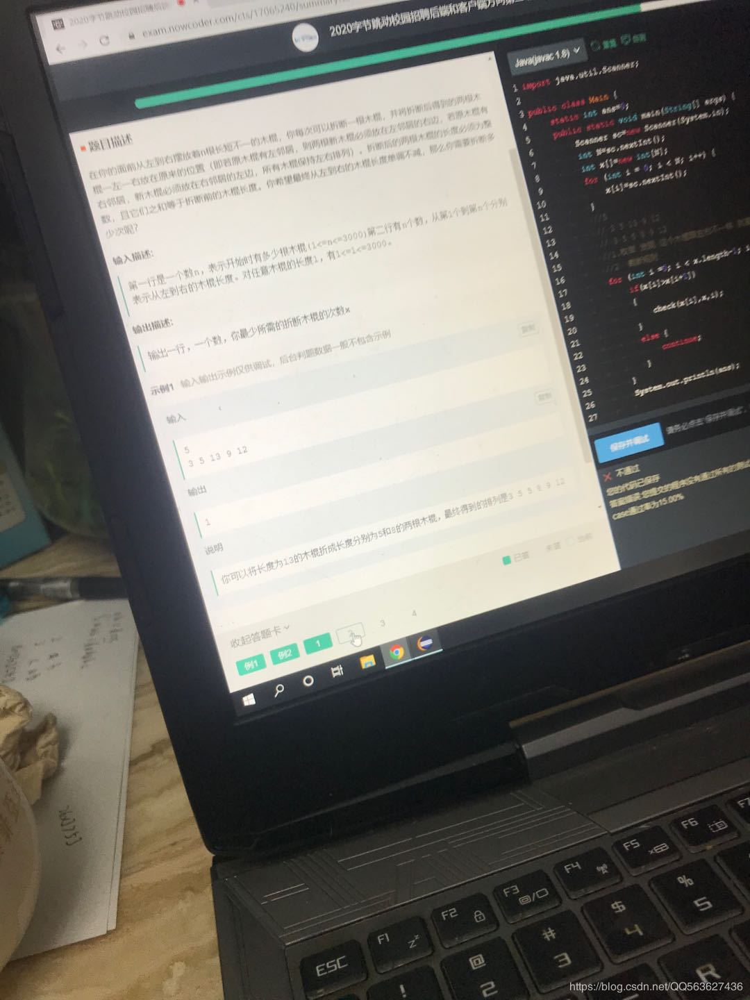 2020字节跳动校园招聘后端
exam.nowcoder.com/cts/17065240/summary
2020字节跳动校园招聘后端和客户端方向第二
题目描述
在你的面前从左到右摆放着n根长短不一的木棍，你每次可以折断一根木棍，并将折断后得到的两根木
棍一左一右放在原来的位置（即若原木棍有左邻居，则两根新木棍必须放在左邻居的右边，若原木棍有
右邻居，新木棍必须放在右邻居的左边，所有木棍保持左右排列）。折断后的两根木棍的长度必须为整
数，且它们之和等于折断前的木棍长度。你希望最终从左到右的木棍长度单调不减，那么你需要折断多
少次呢？
输入描述:
第一行是一个数n，表示开始时有多少根木棍(1<=n<=3000)第二行有n个数，从第1个到第n个分别
表示从左到右的木棍长度。对任意木棍的长度l，有1<=l<=3000。
输出描述:
输出一行，一个数，你最少所需的折断木棍的次数x
示例1 输入输出示例仅供调试，后台判题数据一般不包含示例
复制
输入
5
3 5 13 9 12
复制
输出
1
说明
你可以将长度为13的木棍折成长度分别为5和8的两根木棍，最终得到的排列是3 5 5 8 9 12
已答 未答
收起答题卡
例1 例2 1 2 3 4
Java(javac 1.8) 重置
1 import java.util.Scanner;
2
3 public class Main {
4 static int ans=0;
5 public static void main(String[] args) {
6 Scanner sc=new Scanner(System.in);
7 int N=sc.nextInt();
8 int x[]=new int[N];
9 for (int i = 0; i < N; i++) {
10 x[i]=sc.nextInt();
11 }
12 //5
13 // 3 5 13 9 12
14 // 3 5 5 8 9 12
15
16
17 for (int i =0; i < x.length-1; i
18 if(x[i]>x[i+1])
19 {
20 check(x[i],x,i);
21 }
22 else {
23 continue;
24 }
25 }
26 System.out.println(ans);
27
保存并调试
请务必点击"保存并调试"
不通过
您的代码已保存
答案错误:您提交的程序没有通过所有的测试
case通过率为15.00%
260753
ESC
F1
F2
F3
F4
F5
F6
F7
!
@
2
#
3
$
4
%
5
R
https://blog.csdn.net/QQ563627436